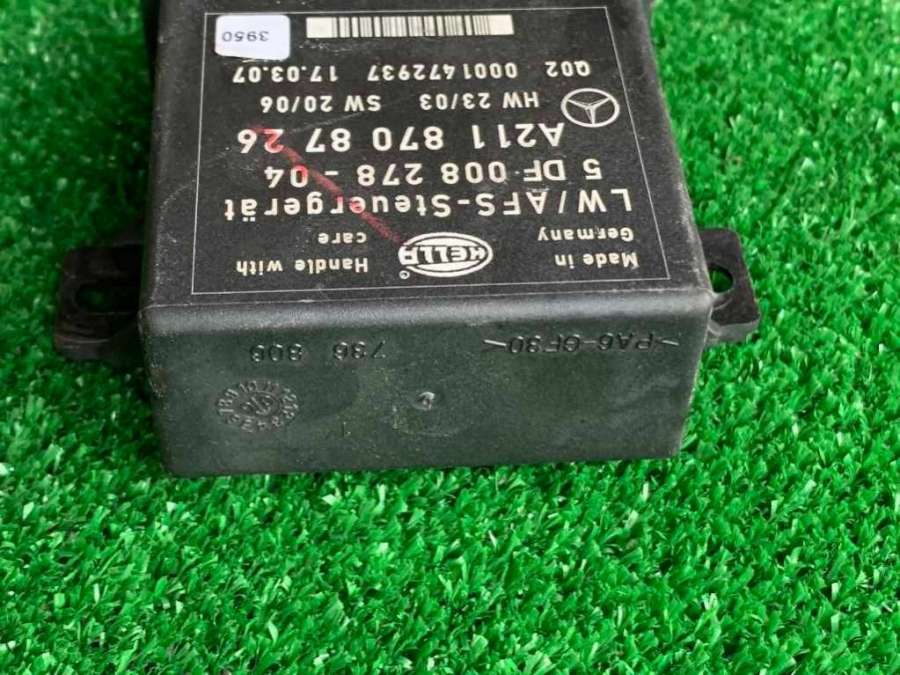 Made in
Germany
HELLA
®
Handle with
care
LW/AFS-Steuergerät
5 DF 008 278 - 04
A211 870 87 26
HW 23/03 SW 20/06
Q02 0001472937 17.03.07
3950
PA6-GF30
736 806